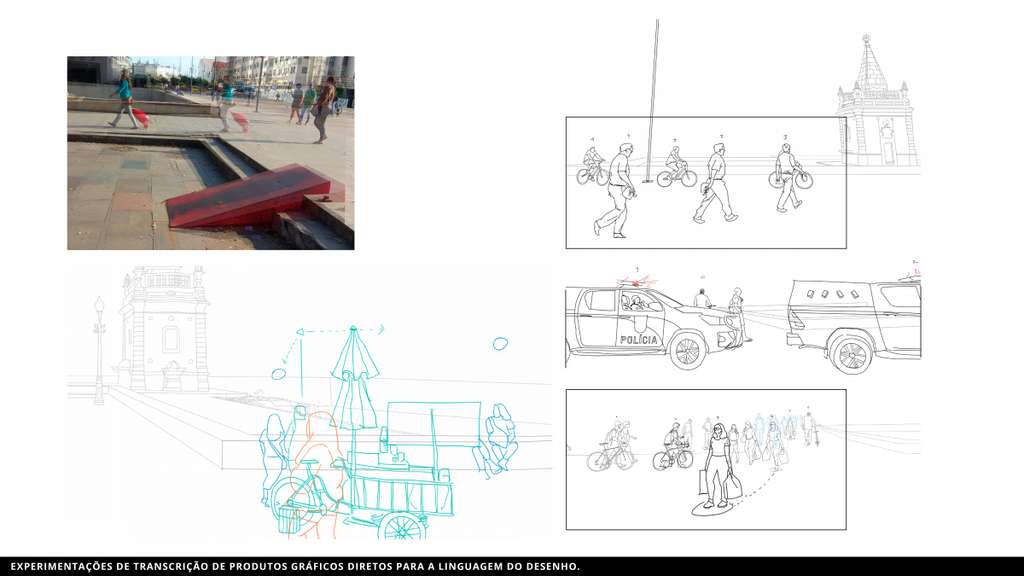 POLÍCIA
EXPERIMENTAÇÕES DE TRANSCRIÇÃO DE PRODUTOS GRÁFICOS DIRETOS PARA A LINGUAGEM DO DESENHO.